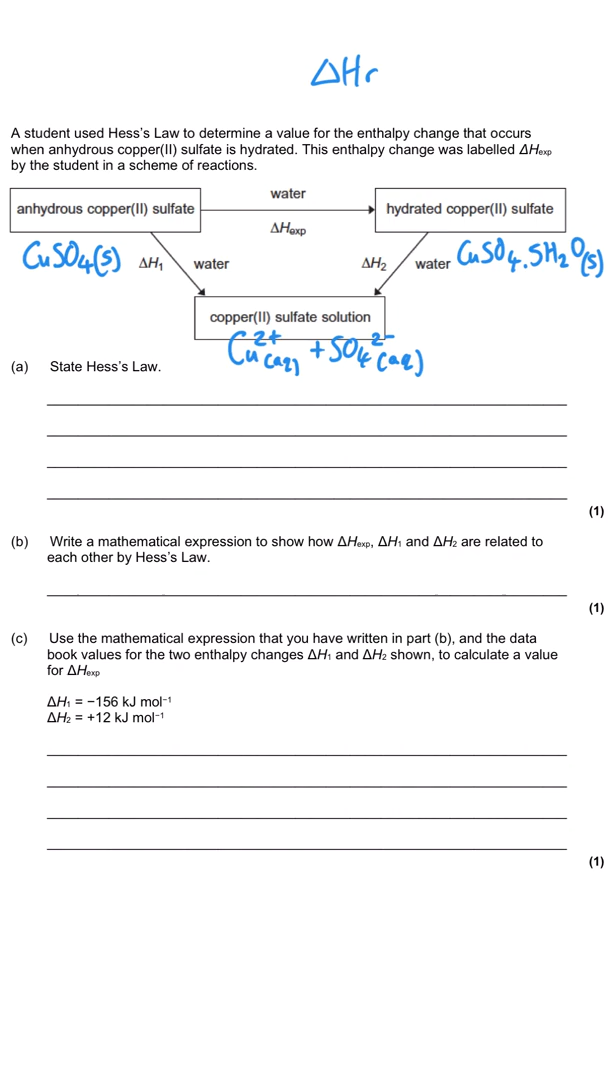 ΔHr
A student used Hess's Law to determine a value for the enthalpy change that occurs
when anhydrous copper(II) sulfate is hydrated. This enthalpy change was labelled ΔHexp
by the student in a scheme of reactions.
water
anhydrous copper(II) sulfate
hydrated copper(II) sulfate
ΔHexp
CuSO4(s)
ΔH1
water
ΔH2
water
CuSO4.5H2O(s)
copper(II) sulfate solution
Cu2+(aq) + SO42-(aq)
(a) State Hess's Law.
(1)
(b) Write a mathematical expression to show how ΔHexp, ΔH1 and ΔH2 are related to
each other by Hess's Law.
(1)
(c) Use the mathematical expression that you have written in part (b), and the data
book values for the two enthalpy changes ΔH1 and ΔH2 shown, to calculate a value
for ΔHexp
ΔH1 = −156 kJ mol−1
ΔH2 = +12 kJ mol−1
(1)